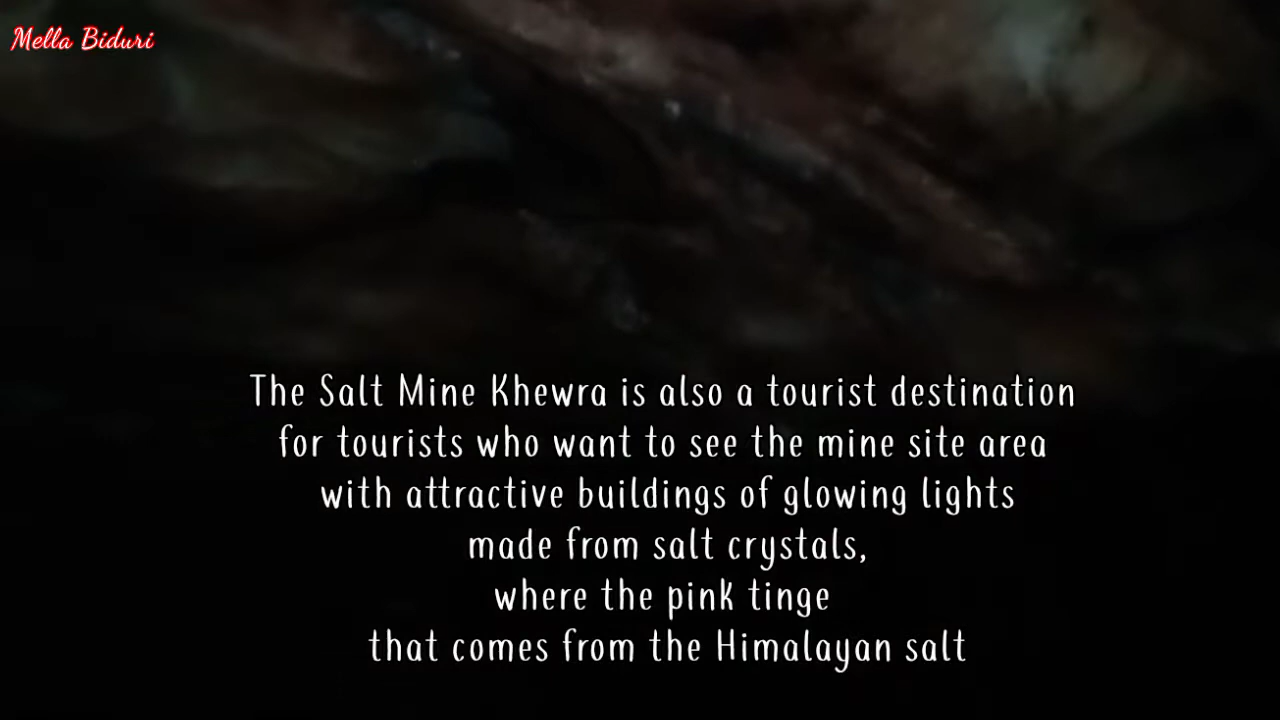 Mella Biduri
The Salt Mine Khewra is also a tourist destination
for tourists who want to see the mine site area
with attractive buildings of glowing lights
made from salt crystals,
where the pink tinge
that comes from the Himalayan salt